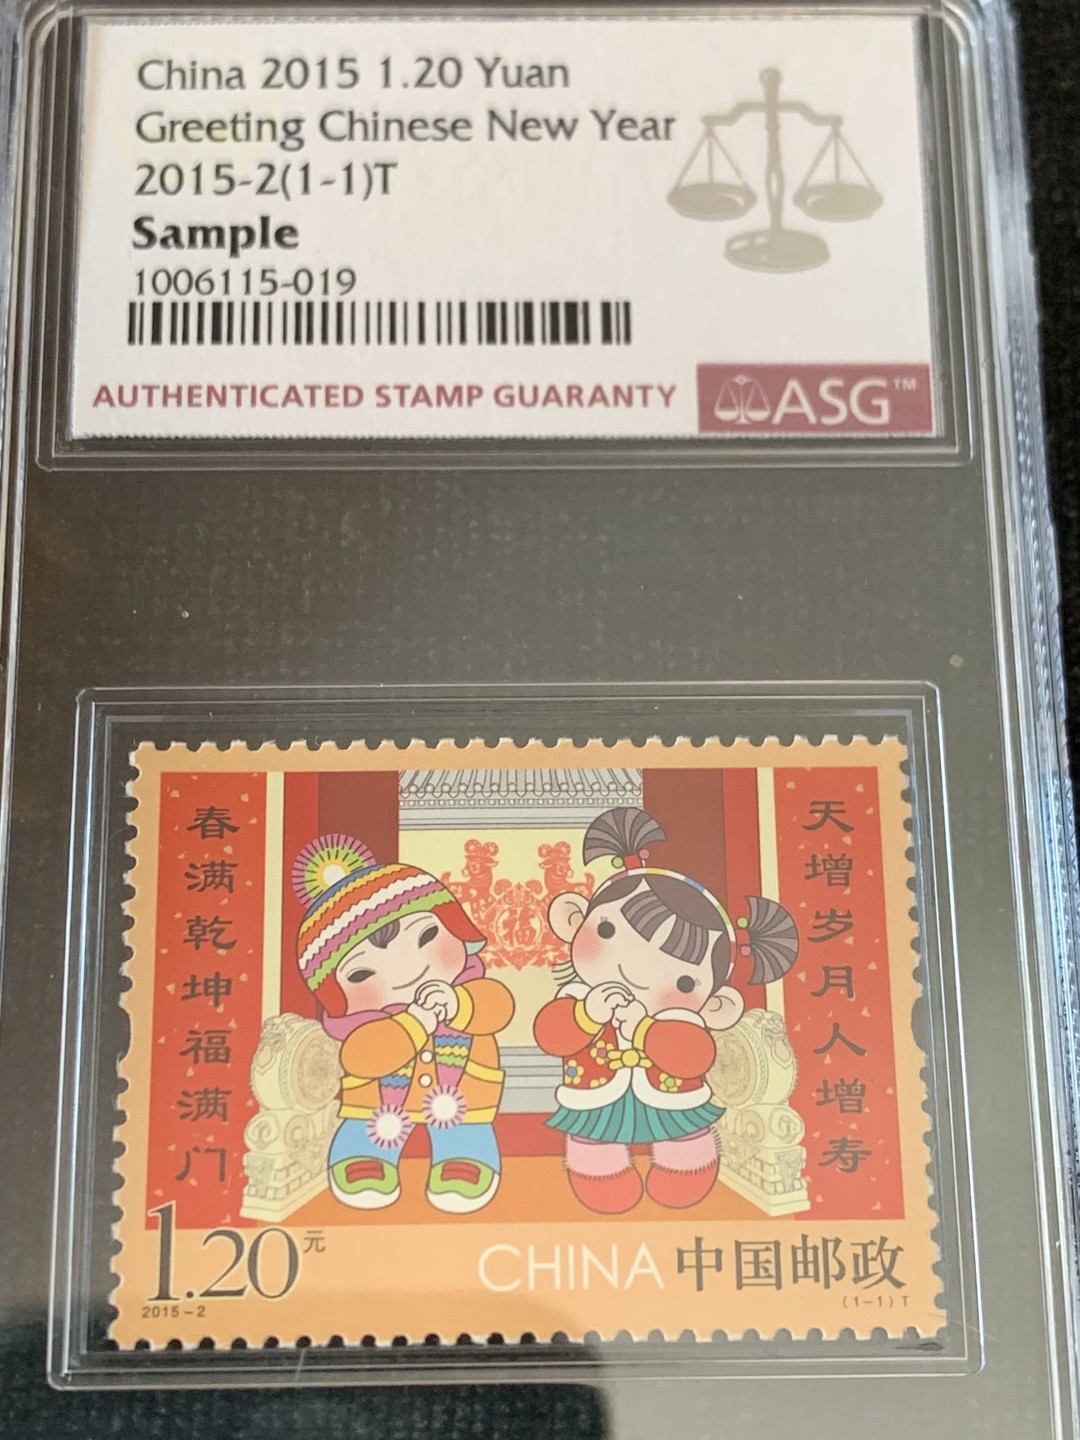 China 2015 1.20 Yuan
Greeting Chinese New Year
2015-2(1-1)T
Sample
1006115-019
AUTHENTICATED STAMP GUARANTY
ASG™
天增岁月人增寿
春满乾坤福满门
福
1.20元
2015-2
CHINA 中国邮政
(1-1)T